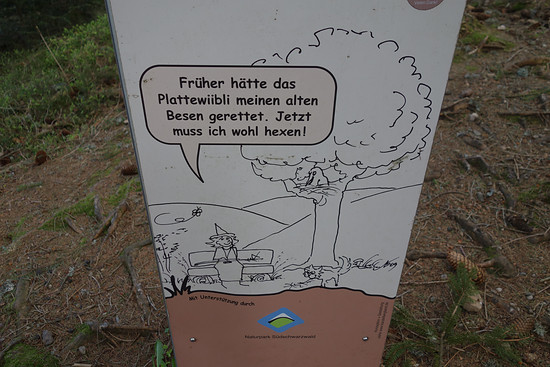 Früher hätte das
Plattewiibli meinen alten
Besen gerettet. Jetzt
muss ich wohl hexen!
Mit Unterstützung durch
Naturpark Südschwarzwald